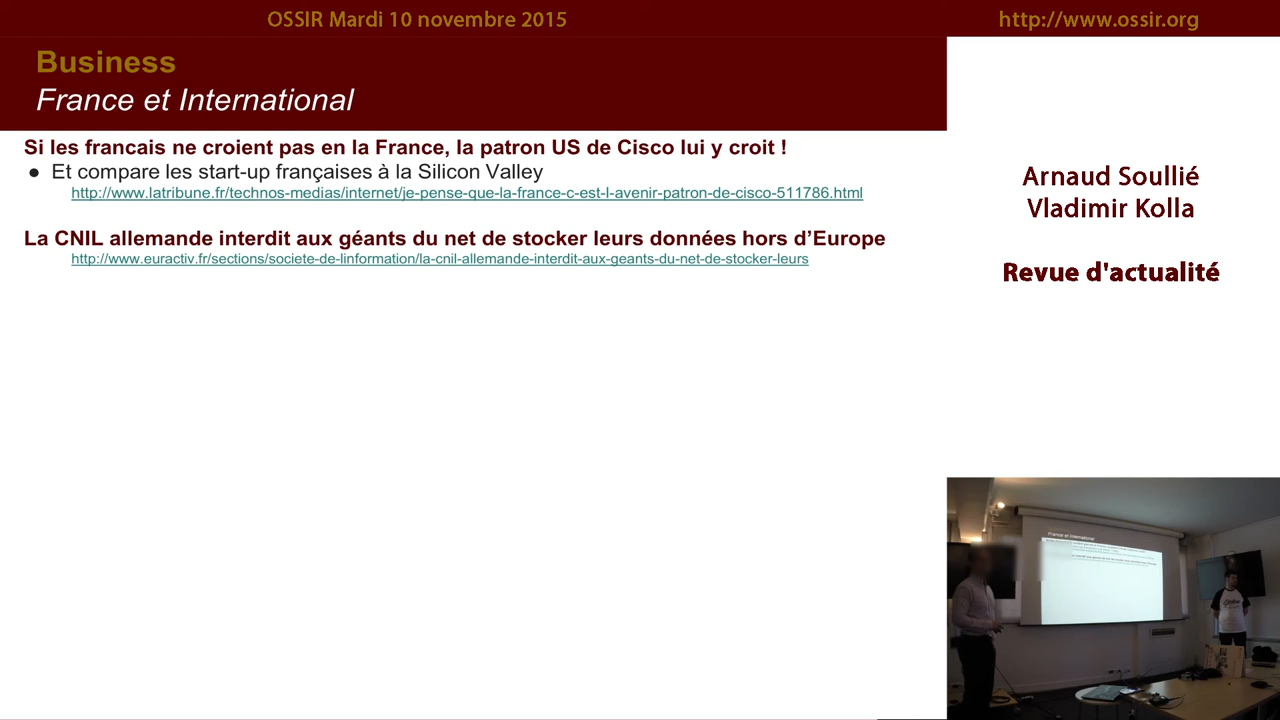 OSSIR Mardi 10 novembre 2015
http://www.ossir.org
Business
France et International
Si les francais ne croient pas en la France, la patron US de Cisco lui y croit !
● Et compare les start-up françaises à la Silicon Valley
http://www.latribune.fr/technos-medias/internet/je-pense-que-la-france-c-est-l-avenir-patron-de-cisco-511786.html
La CNIL allemande interdit aux géants du net de stocker leurs données hors d’Europe
http://www.euractiv.fr/sections/societe-de-linformation/la-cnil-allemande-interdit-aux-geants-du-net-de-stocker-leurs
Arnaud Soullié
Vladimir Kolla
Revue d'actualité
France et International